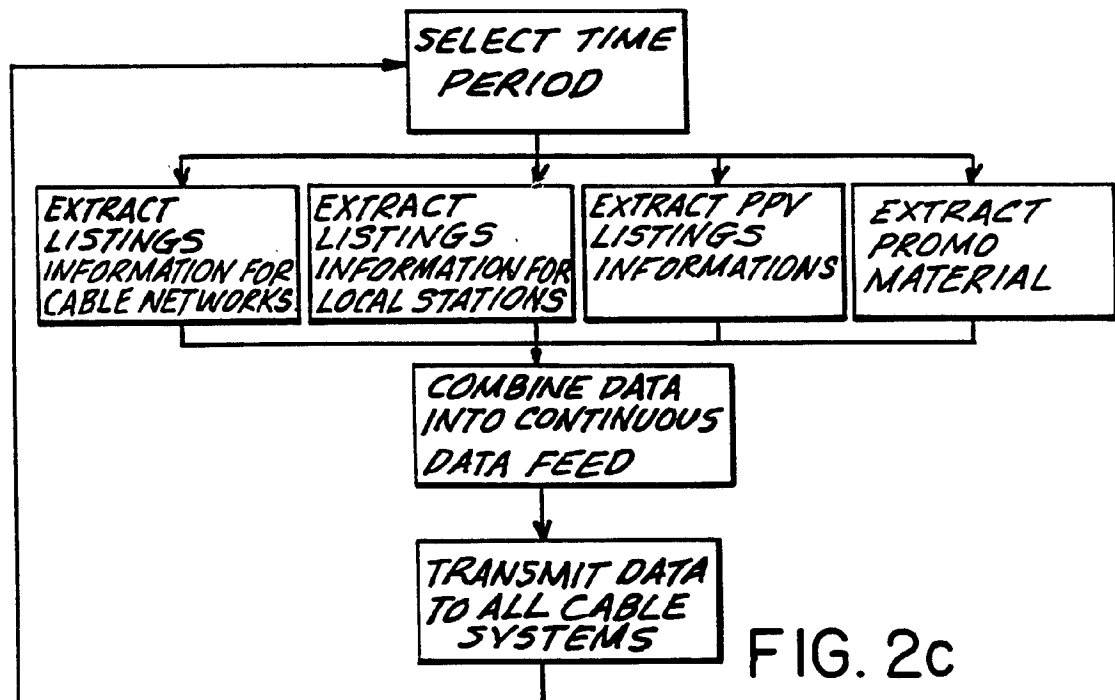 SELECT TIME
PERIOD
EXTRACT
LISTINGS
INFORMATION FOR
CABLE NETWORKS
EXTRACT
LISTINGS
INFORMATION FOR
LOCAL STATIONS
EXTRACT PPV
LISTINGS
INFORMATIONS
EXTRACT
PROMO
MATERIAL
COMBINE DATA
INTO CONTINUOUS
DATA FEED
TRANSMIT DATA
TO ALL CABLE
SYSTEMS
FIG. 2c